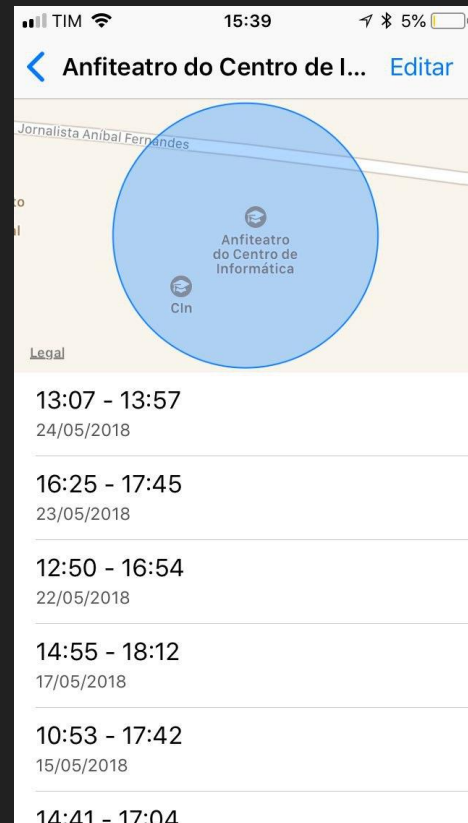 TIM 15:39 5%
Anfiteatro do Centro de I... Editar
Jornalista Aníbal Fernandes
to
al
Anfiteatro
do Centro de
Informática
CIn
Legal
13:07 - 13:57
24/05/2018
16:25 - 17:45
23/05/2018
12:50 - 16:54
22/05/2018
14:55 - 18:12
17/05/2018
10:53 - 17:42
15/05/2018
14:41 - 17:04